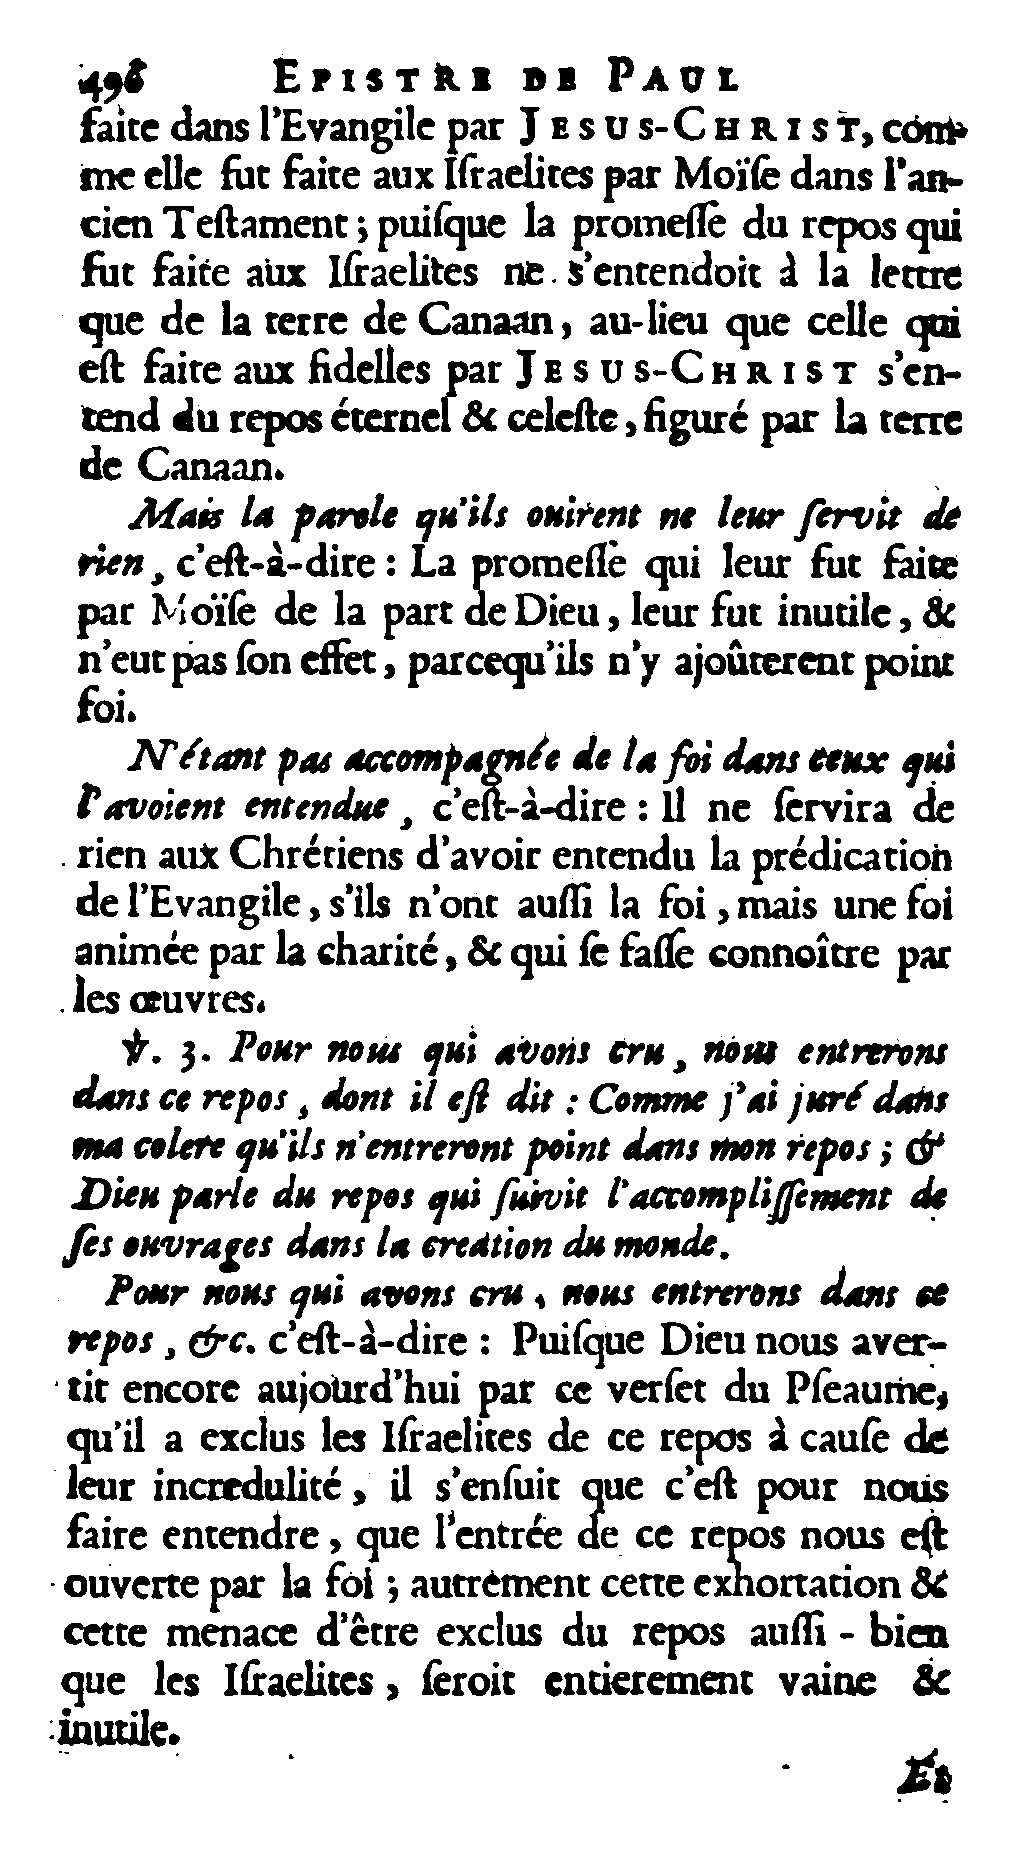 496 EPISTRE DE PAUL
faite dans l'Evangile par JESUS-CHRIST, com-
me elle fut faite aux Iſraelites par Moïſe dans l'an-
cien Teſtament ; puiſque la promeſſe du repos qui
fut faite aux Iſraelites ne s'entendoit à la lettre
que de la terre de Canaan, au-lieu que celle qui
eſt faite aux fidelles par JESUS-CHRIST s'en-
tend du repos éternel & celeſte, figuré par la terre
de Canaan.
Mais la parole qu'ils ouirent ne leur ſervit de
rien, c'eſt-à-dire : La promeſſe qui leur fut faite
par Moïſe de la part de Dieu, leur fut inutile, &
n'eut pas ſon effet, parcequ'ils n'y ajoûterent point
foi.
N'étant pas accompagnée de la foi dans ceux qui
l'avoient entendue, c'eſt-à-dire : Il ne ſervira de
rien aux Chrétiens d'avoir entendu la prédication
de l'Evangile, s'ils n'ont auſſi la foi, mais une foi
animée par la charité, & qui ſe faſſe connoître par
les œuvres.
℣. 3. Pour nous qui avons cru, nous entrerons
dans ce repos, dont il eſt dit : Comme j'ai juré dans
ma colere qu'ils n'entreront point dans mon repos ; &
Dieu parle du repos qui ſuivit l'accompliſſement de
ſes ouvrages dans la creation du monde.
Pour nous qui avons cru, nous entrerons dans ce
repos, &c. c'eſt-à-dire : Puiſque Dieu nous aver-
tit encore aujourd'hui par ce verſet du Pſeaume,
qu'il a exclus les Iſraelites de ce repos à cauſe de
leur incredulité, il s'enſuit que c'eſt pour nous
faire entendre, que l'entrée de ce repos nous eſt
ouverte par la foi ; autrement cette exhortation &
cette menace d'être exclus du repos auſſi - bien
que les Iſraelites, ſeroit entierement vaine &
inutile.
Et